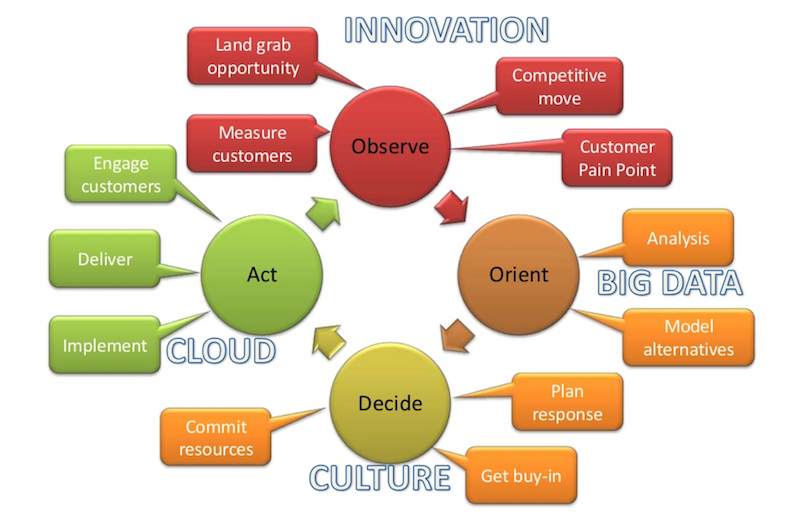 INNOVATION
Land grab
opportunity
Competitive
move
Measure
customers
Observe
Customer
Pain Point
Engage
customers
Deliver
Act
Orient
Analysis
BIG DATA
Implement
CLOUD
Model
alternatives
Decide
Plan
response
Commit
resources
CULTURE
Get buy-in